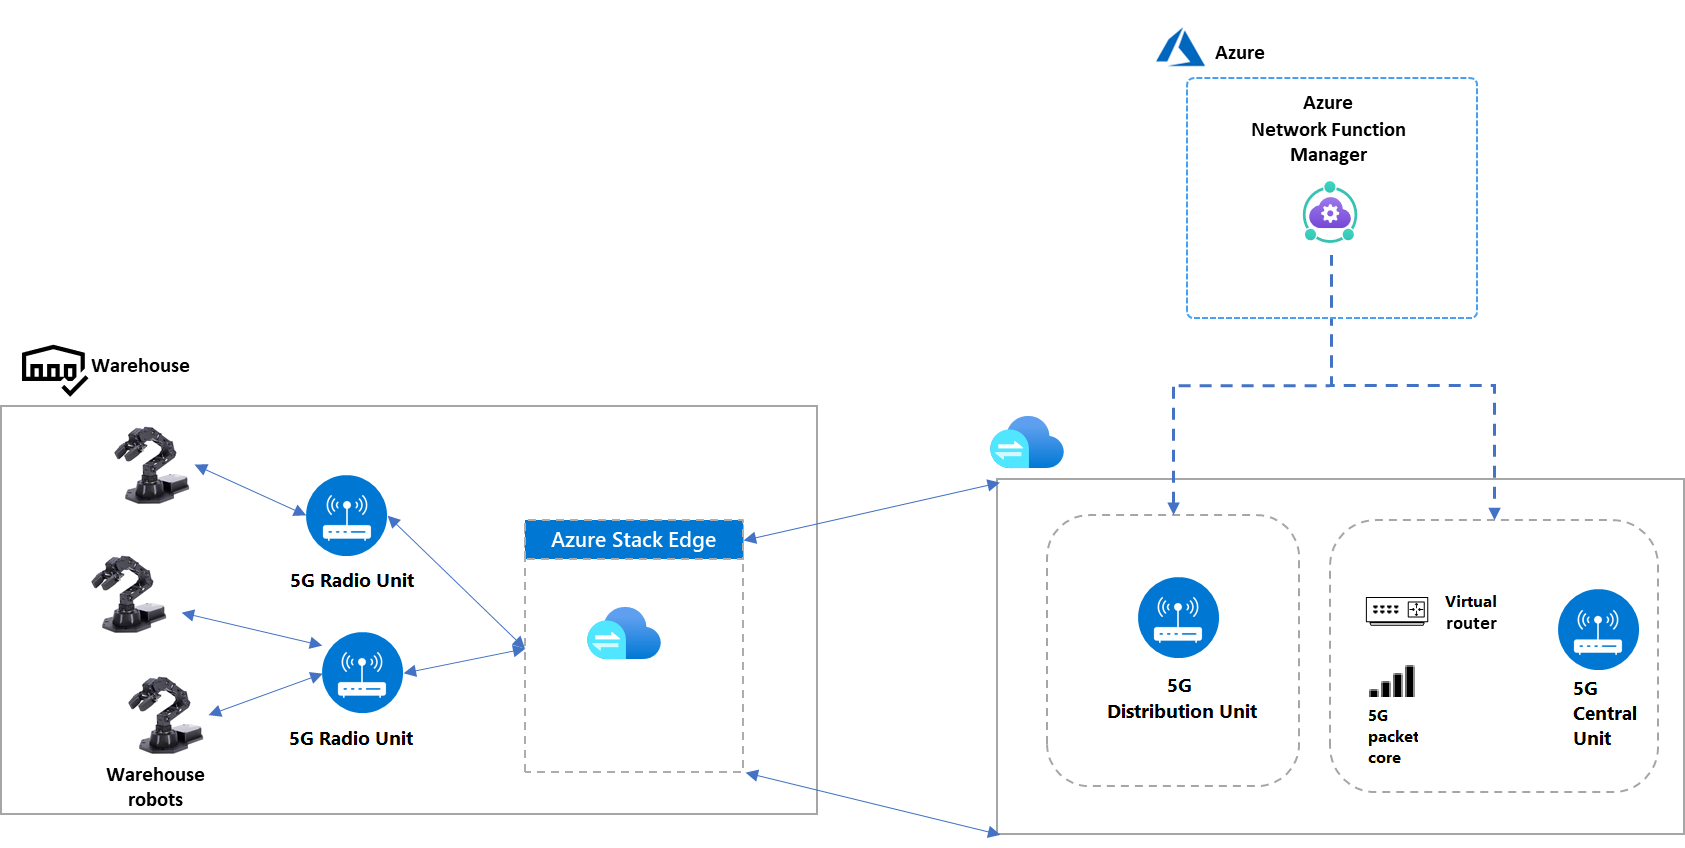 Azure
Azure
Network Function
Manager
Warehouse
5G Radio Unit
5G Radio Unit
Warehouse
robots
Azure Stack Edge
5G
Distribution Unit
Virtual
router
5G
packet
core
5G
Central
Unit